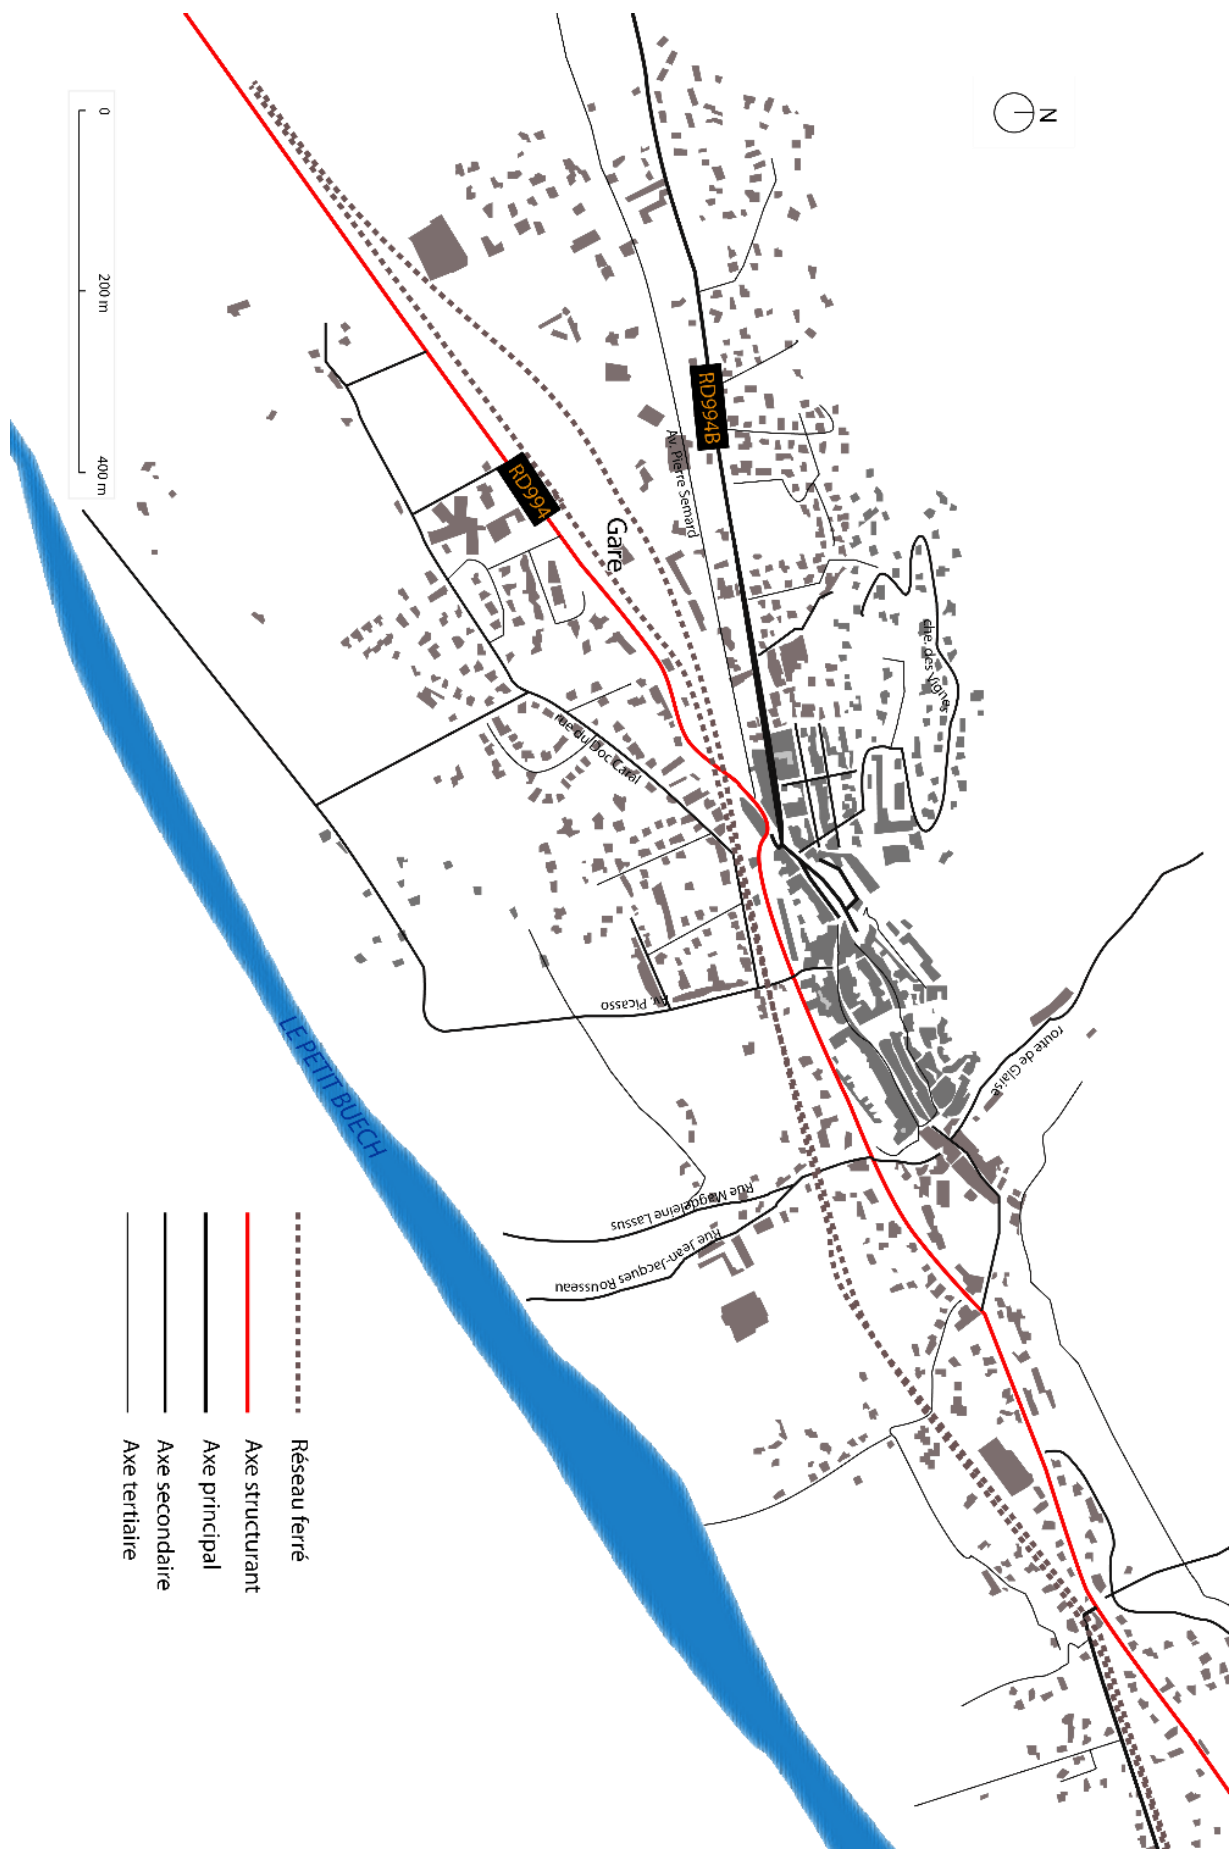 N
0
200 m
400 m
RD994B
Av. Pierre Semard
RD994
Gare
che. des Vignes
rue du Doc Caral
Av. Picasso
route de Glaise
LE PETIT BUECH
Rue Magdeleine Lassus
Rue Jean-Jacques Rousseau
Réseau ferré
Axe structurant
Axe principal
Axe secondaire
Axe tertiaire